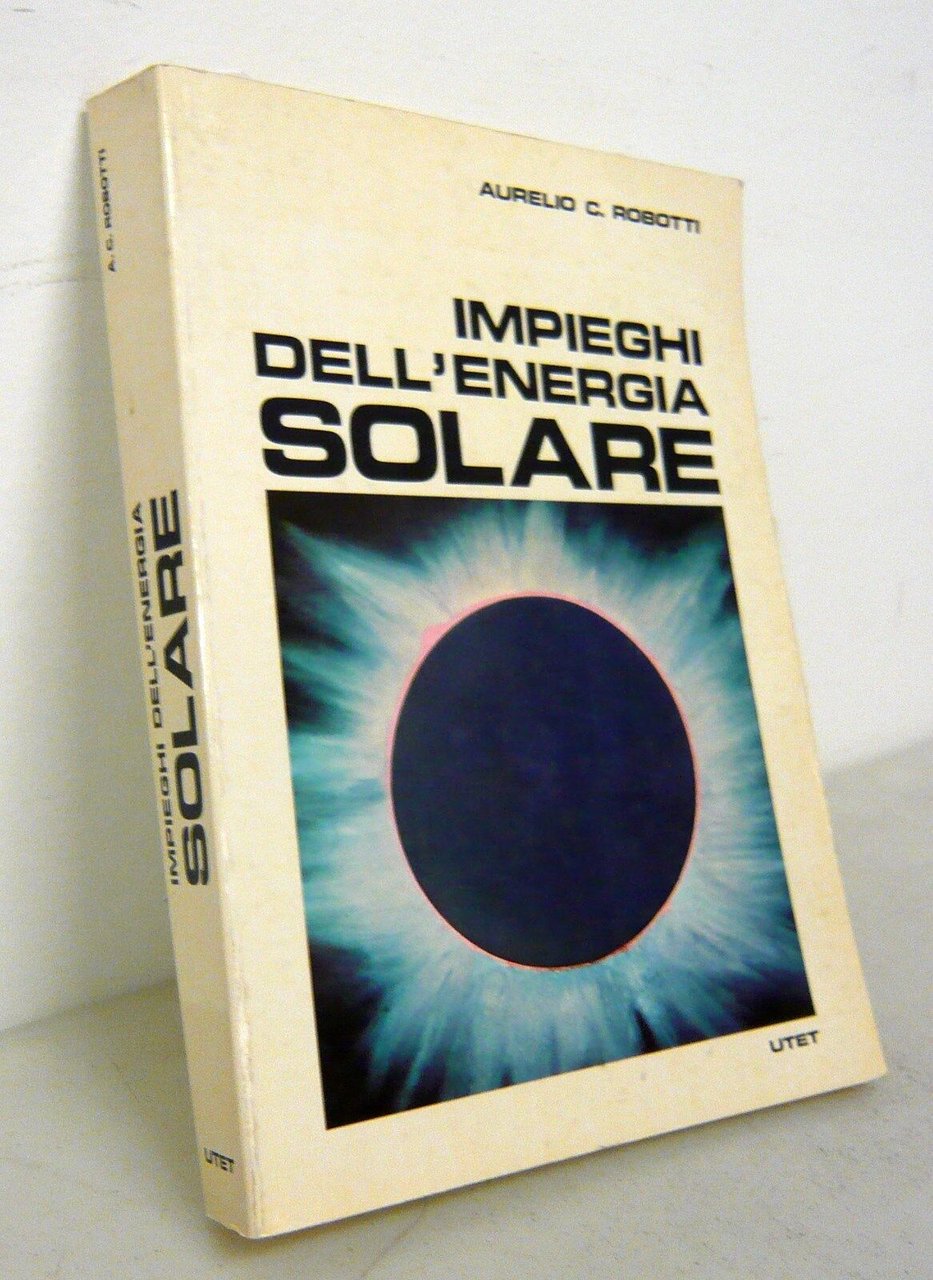 AURELIO C. ROBOTTI
IMPIEGHI
DELL'ENERGIA
SOLARE
UTET
A. C. ROBOTTI
IMPIEGHI DELL'ENERGIA
SOLARE
UTET